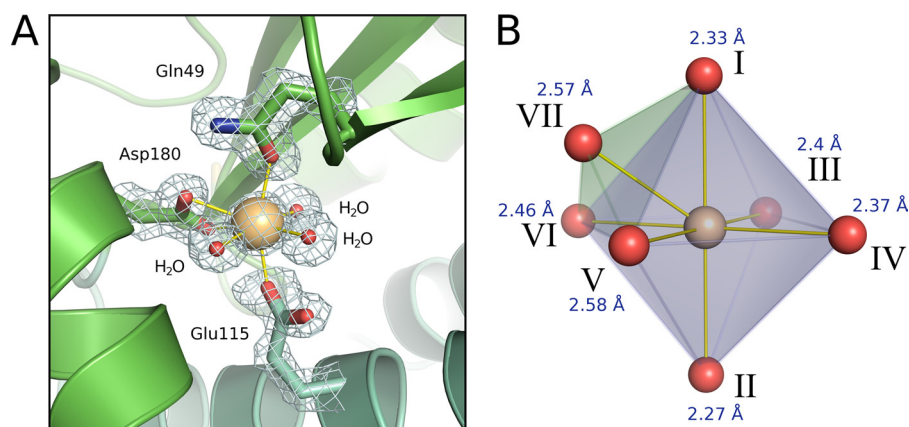 A
Gln49
Asp180
H₂O
H₂O
H₂O
Glu115
B
2.33 Å
I
2.57 Å
VII
2.4 Å
III
2.46 Å
VI
2.37 Å
IV
V
2.58 Å
II
2.27 Å